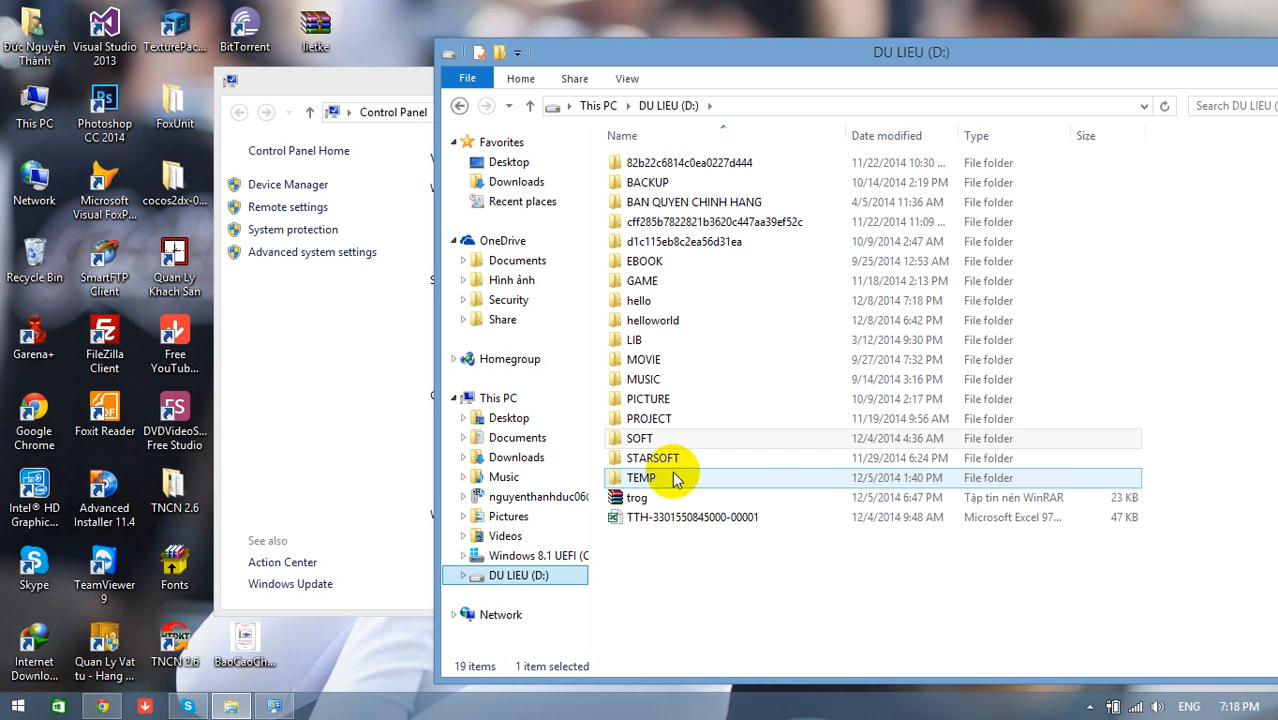 Đức Nguyễn Thành
Visual Studio 2013
TexturePac...
BitTorrent
lietke
This PC
Photoshop CC 2014
FoxUnit
Network
Microsoft Visual FoxP...
cocos2dx-0...
Recycle Bin
SmartFTP Client
Quan Ly Khach San
Garena+
FileZilla Client
Free YouTub...
Google Chrome
Foxit Reader
DVDVideoS... Free Studio
Intel® HD Graphic...
Advanced Installer 11.4
TNCN 2.6
Skype
TeamViewer 9
Fonts
Internet Downlo...
Quan Ly Vat tu - Hang ...
TNCN 2.6
BaoCaoCh...
Control Panel
Control Panel Home
Device Manager
Remote settings
System protection
Advanced system settings
See also
Action Center
Windows Update
DU LIEU (D:)
File Home Share View
This PC DU LIEU (D:)
Search DU LIEU (
Favorites
Desktop
Downloads
Recent places
OneDrive
Documents
Hình ảnh
Security
Share
Homegroup
This PC
Desktop
Documents
Downloads
Music
nguyenthanhduc060
Pictures
Videos
Windows 8.1 UEFI (C
DU LIEU (D:)
Network
Name Date modified Type Size
82b22c6814c0ea0227d444 11/22/2014 10:30 ... File folder
BACKUP 10/14/2014 2:19 PM File folder
BAN QUYEN CHINH HANG 4/5/2014 11:36 AM File folder
cff285b7822821b3620c447aa39ef52c 11/22/2014 11:09 ... File folder
d1c115eb8c2ea56d31ea 10/9/2014 2:47 AM File folder
EBOOK 9/25/2014 12:53 AM File folder
GAME 11/18/2014 2:13 PM File folder
hello 12/8/2014 7:18 PM File folder
helloworld 12/8/2014 6:42 PM File folder
LIB 3/12/2014 9:30 PM File folder
MOVIE 9/27/2014 7:32 PM File folder
MUSIC 9/14/2014 3:16 PM File folder
PICTURE 10/9/2014 2:17 PM File folder
PROJECT 11/19/2014 9:56 AM File folder
SOFT 12/4/2014 4:36 AM File folder
STARSOFT 11/29/2014 6:24 PM File folder
TEMP 12/5/2014 1:40 PM File folder
trog 12/5/2014 6:47 PM Tập tin nén WinRAR 23 KB
TTH-3301550845000-00001 12/4/2014 9:48 AM Microsoft Excel 97... 47 KB
19 items 1 item selected
ENG 7:18 PM